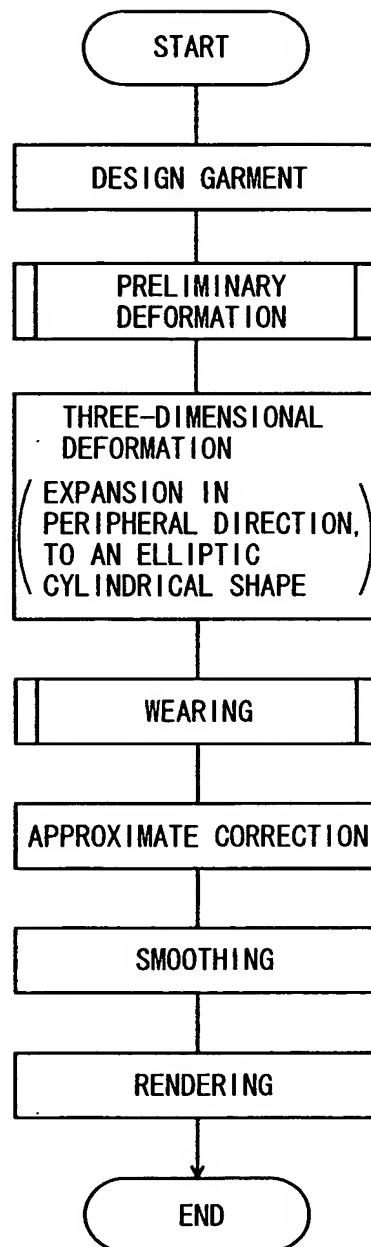 START
DESIGN GARMENT
PRELIMINARY
DEFORMATION
THREE-DIMENSIONAL
DEFORMATION
(EXPANSION IN
PERIPHERAL DIRECTION,
TO AN ELLIPTIC
CYLINDRICAL SHAPE)
WEARING
APPROXIMATE CORRECTION
SMOOTHING
RENDERING
END